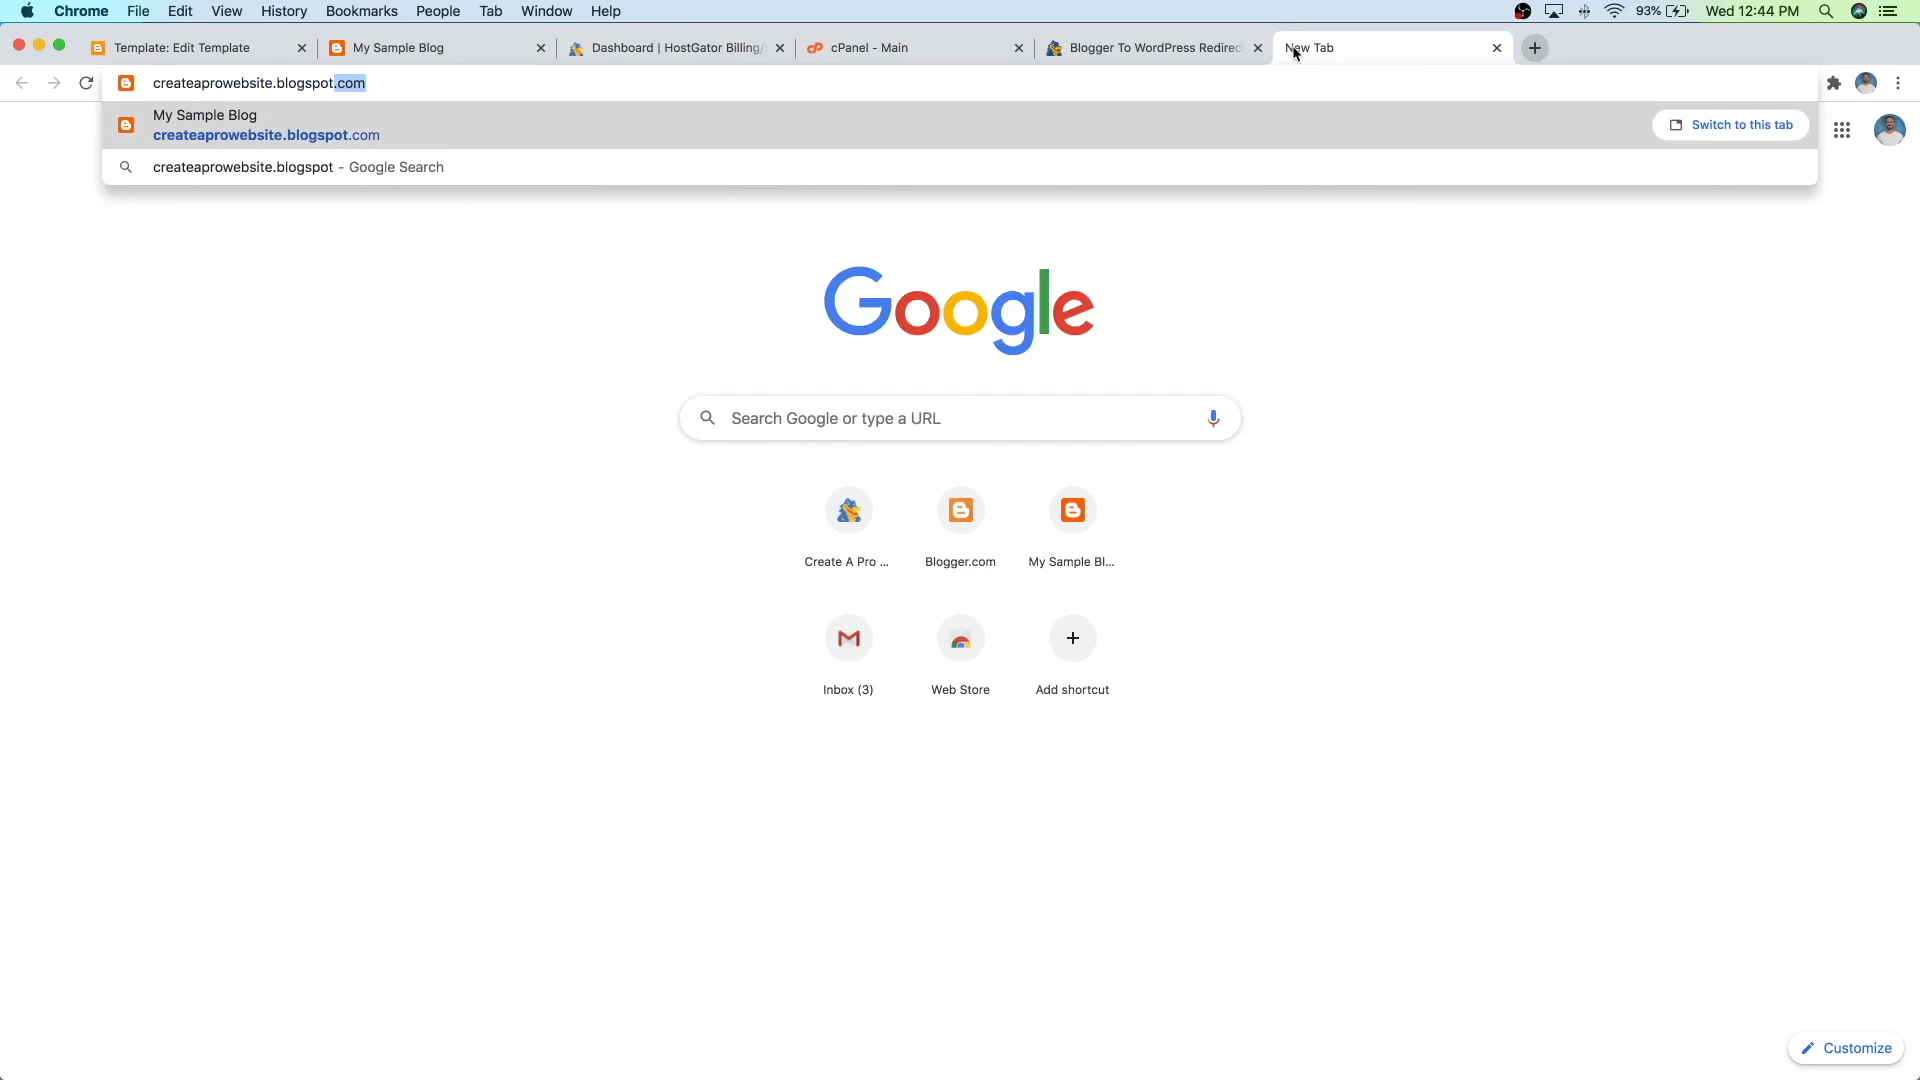 Chrome File Edit View History Bookmarks People Tab Window Help 93% Wed 12:44 PM
Template: Edit Template My Sample Blog Dashboard | HostGator Billing/ cPanel - Main Blogger To WordPress Redirec New Tab
createaprowebsite.blogspot.com
My Sample Blog
createaprowebsite.blogspot.com
Switch to this tab
createaprowebsite.blogspot - Google Search
Google
Search Google or type a URL
Create A Pro ... Blogger.com My Sample Bl...
Inbox (3) Web Store Add shortcut
Customize